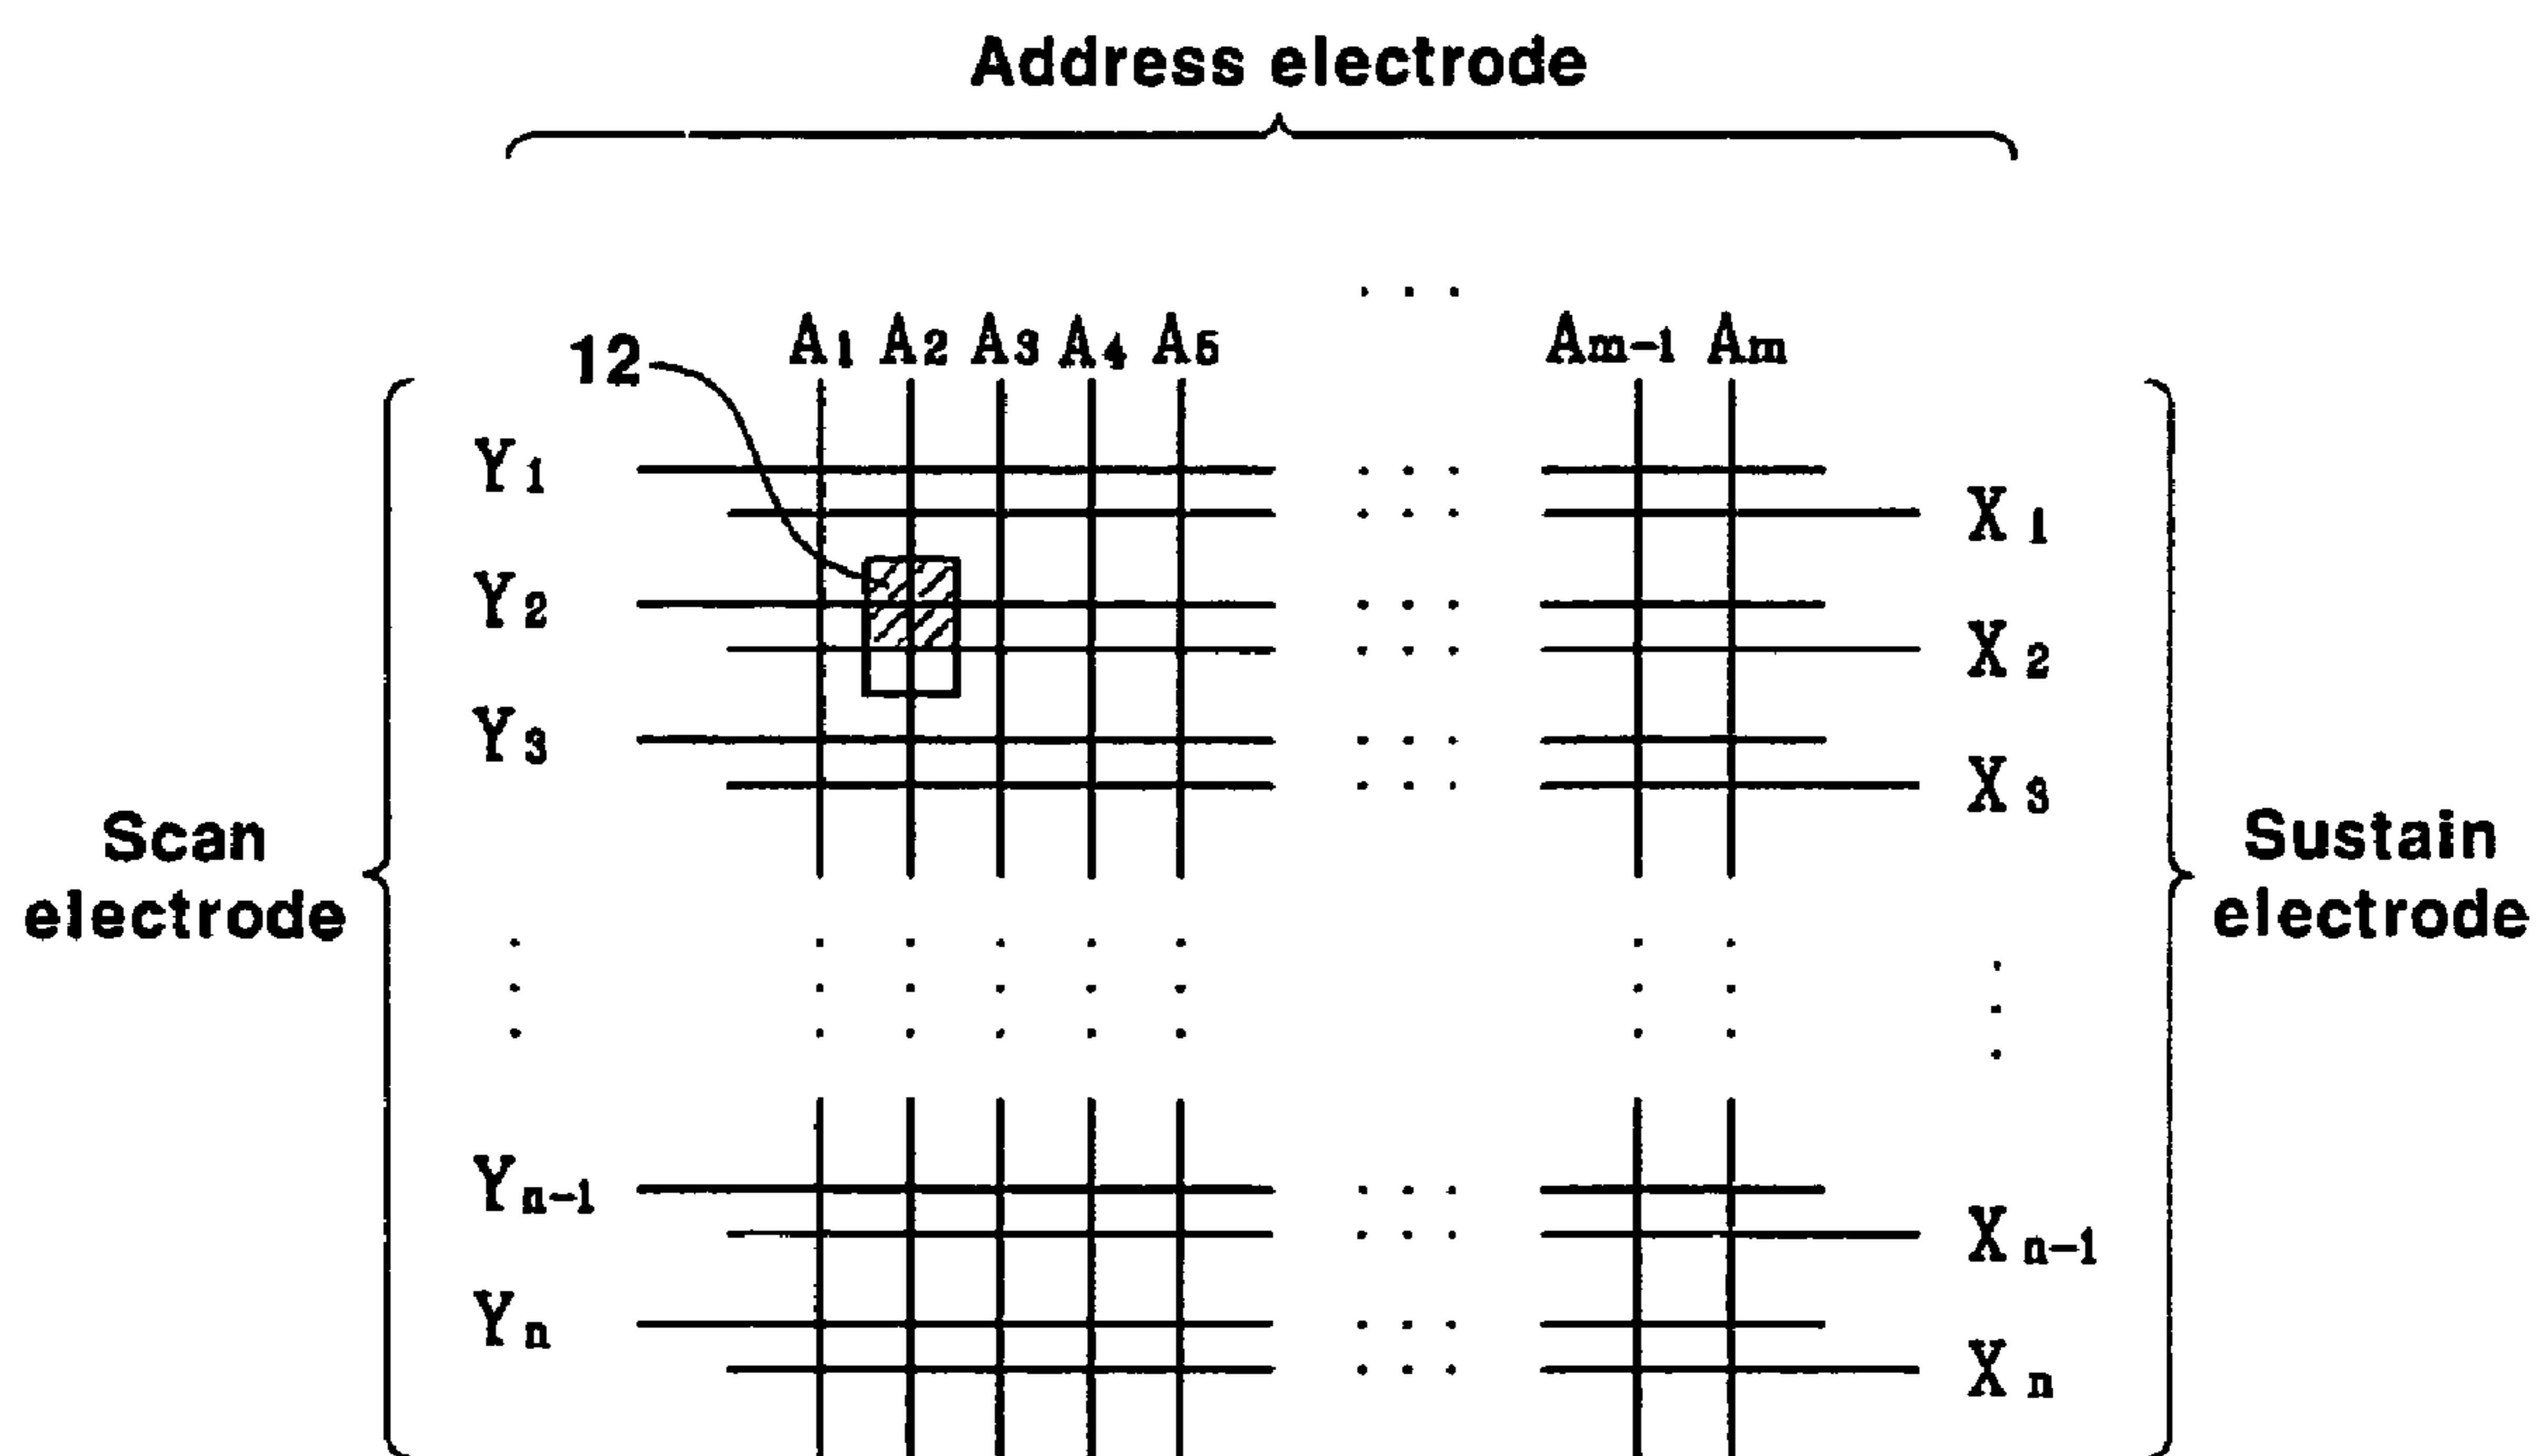 Address electrode
. . .
12
A1 A2 A3 A4 A5 Am-1 Am
Y1
X1
Y2
X2
Y3
X3
Scan electrode
Sustain electrode
Yn-1
Xn-1
Yn
Xn